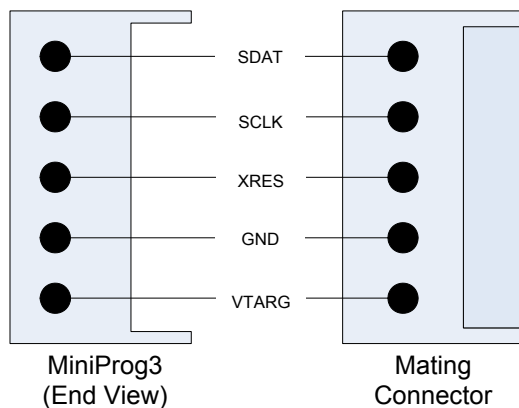 SDAT
SCLK
XRES
GND
VTARG
MiniProg3
(End View)
Mating
Connector